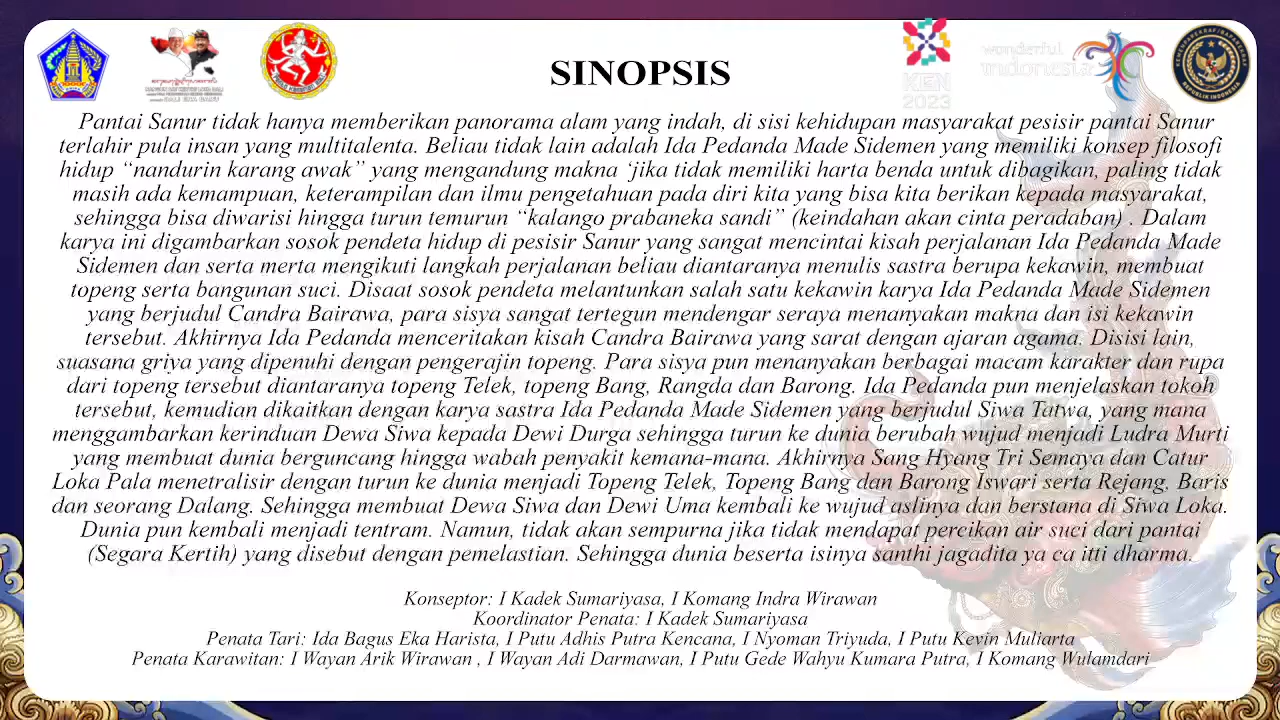 SINOPSIS
KEN
2023
wonderful
indonesia
Pantai Sanur tidak hanya memberikan panorama alam yang indah, di sisi kehidupan masyarakat pesisir pantai Sanur
terlahir pula insan yang multitalenta. Beliau tidak lain adalah Ida Pedanda Made Sidemen yang memiliki konsep filosofi
hidup “nandurin karang awak” yang mengandung makna ‘jika tidak memiliki harta benda untuk dibagikan, paling tidak
masih ada kemampuan, keterampilan dan ilmu pengetahuan pada diri kita yang bisa kita berikan kepada masyarakat,
sehingga bisa diwarisi hingga turun temurun “kalango prabaneka sandi” (keindahan akan cinta peradaban) . Dalam
karya ini digambarkan sosok pendeta hidup di pesisir Sanur yang sangat mencintai kisah perjalanan Ida Pedanda Made
Sidemen dan serta merta mengikuti langkah perjalanan beliau diantaranya menulis sastra berupa kekawin, membuat
topeng serta bangunan suci. Disaat sosok pendeta melantunkan salah satu kekawin karya Ida Pedanda Made Sidemen
yang berjudul Candra Bairawa, para sisya sangat tertegun mendengar seraya menanyakan makna dan isi kekawin
tersebut. Akhirnya Ida Pedanda menceritakan kisah Candra Bairawa yang sarat dengan ajaran agama. Disisi lain,
suasana griya yang dipenuhi dengan pengerajin topeng. Para sisya pun menanyakan berbagai macam karakter dan rupa
dari topeng tersebut diantaranya topeng Telek, topeng Bang, Rangda dan Barong. Ida Pedanda pun menjelaskan tokoh
tersebut, kemudian dikaitkan dengan karya sastra Ida Pedanda Made Sidemen yang berjudul Siwa Tatwa, yang mana
menggambarkan kerinduan Dewa Siwa kepada Dewi Durga sehingga turun ke dunia berubah wujud menjadi Ludra Murti
yang membuat dunia berguncang hingga wabah penyakit kemana-mana. Akhirnya Sang Hyang Tri Semaya dan Catur
Loka Pala menetralisir dengan turun ke dunia menjadi Topeng Telek, Topeng Bang dan Barong Iswari serta Rejang, Baris
dan seorang Dalang. Sehingga membuat Dewa Siwa dan Dewi Uma kembali ke wujud aslinya dan berstana di Siwa Loka.
Dunia pun kembali menjadi tentram. Namun, tidak akan sempurna jika tidak mendapat percikan air suci dari pantai
(Segara Kertih) yang disebut dengan pemelastian. Sehingga dunia beserta isinya santhi jagadita ya ca itti dharma.
Konseptor: I Kadek Sumariyasa, I Komang Indra Wirawan
Koordinator Penata: I Kadek Sumariyasa
Penata Tari: Ida Bagus Eka Harista, I Putu Adhis Putra Kencana, I Nyoman Triyuda, I Putu Kevin Muliarta
Penata Karawitan: I Wayan Arik Wirawan , I Wayan Adi Darmawan, I Putu Gede Wahyu Kumara Putra, I Komang Wulamdari